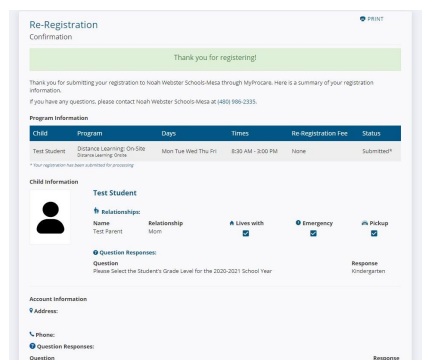 Re-Registration
PRINT
Confirmation
Thank you for registering!
Thank you for submitting your registration to Noah Webster Schools-Mesa through MyProcare. Here is a summary of your registration
information.
If you have any questions, please contact Noah Webster Schools-Mesa at (480) 986-2335.
Program Information
Child Program Days Times Re-Registration Fee Status
Test Student Distance Learning: On-Site Mon Tue Wed Thu Fri 8:30 AM - 3:00 PM None Submitted*
Distance Learning: Onsite
* Your registration has been submitted for processing
Child Information
Test Student
Relationships:
Name Relationship Lives with Emergency Pickup
Test Parent Mom
Question Responses:
Question Response
Please Select the Student's Grade Level for the 2020-2021 School Year Kindergarten
Account Information
Address:
Phone:
Question Responses:
Question Response